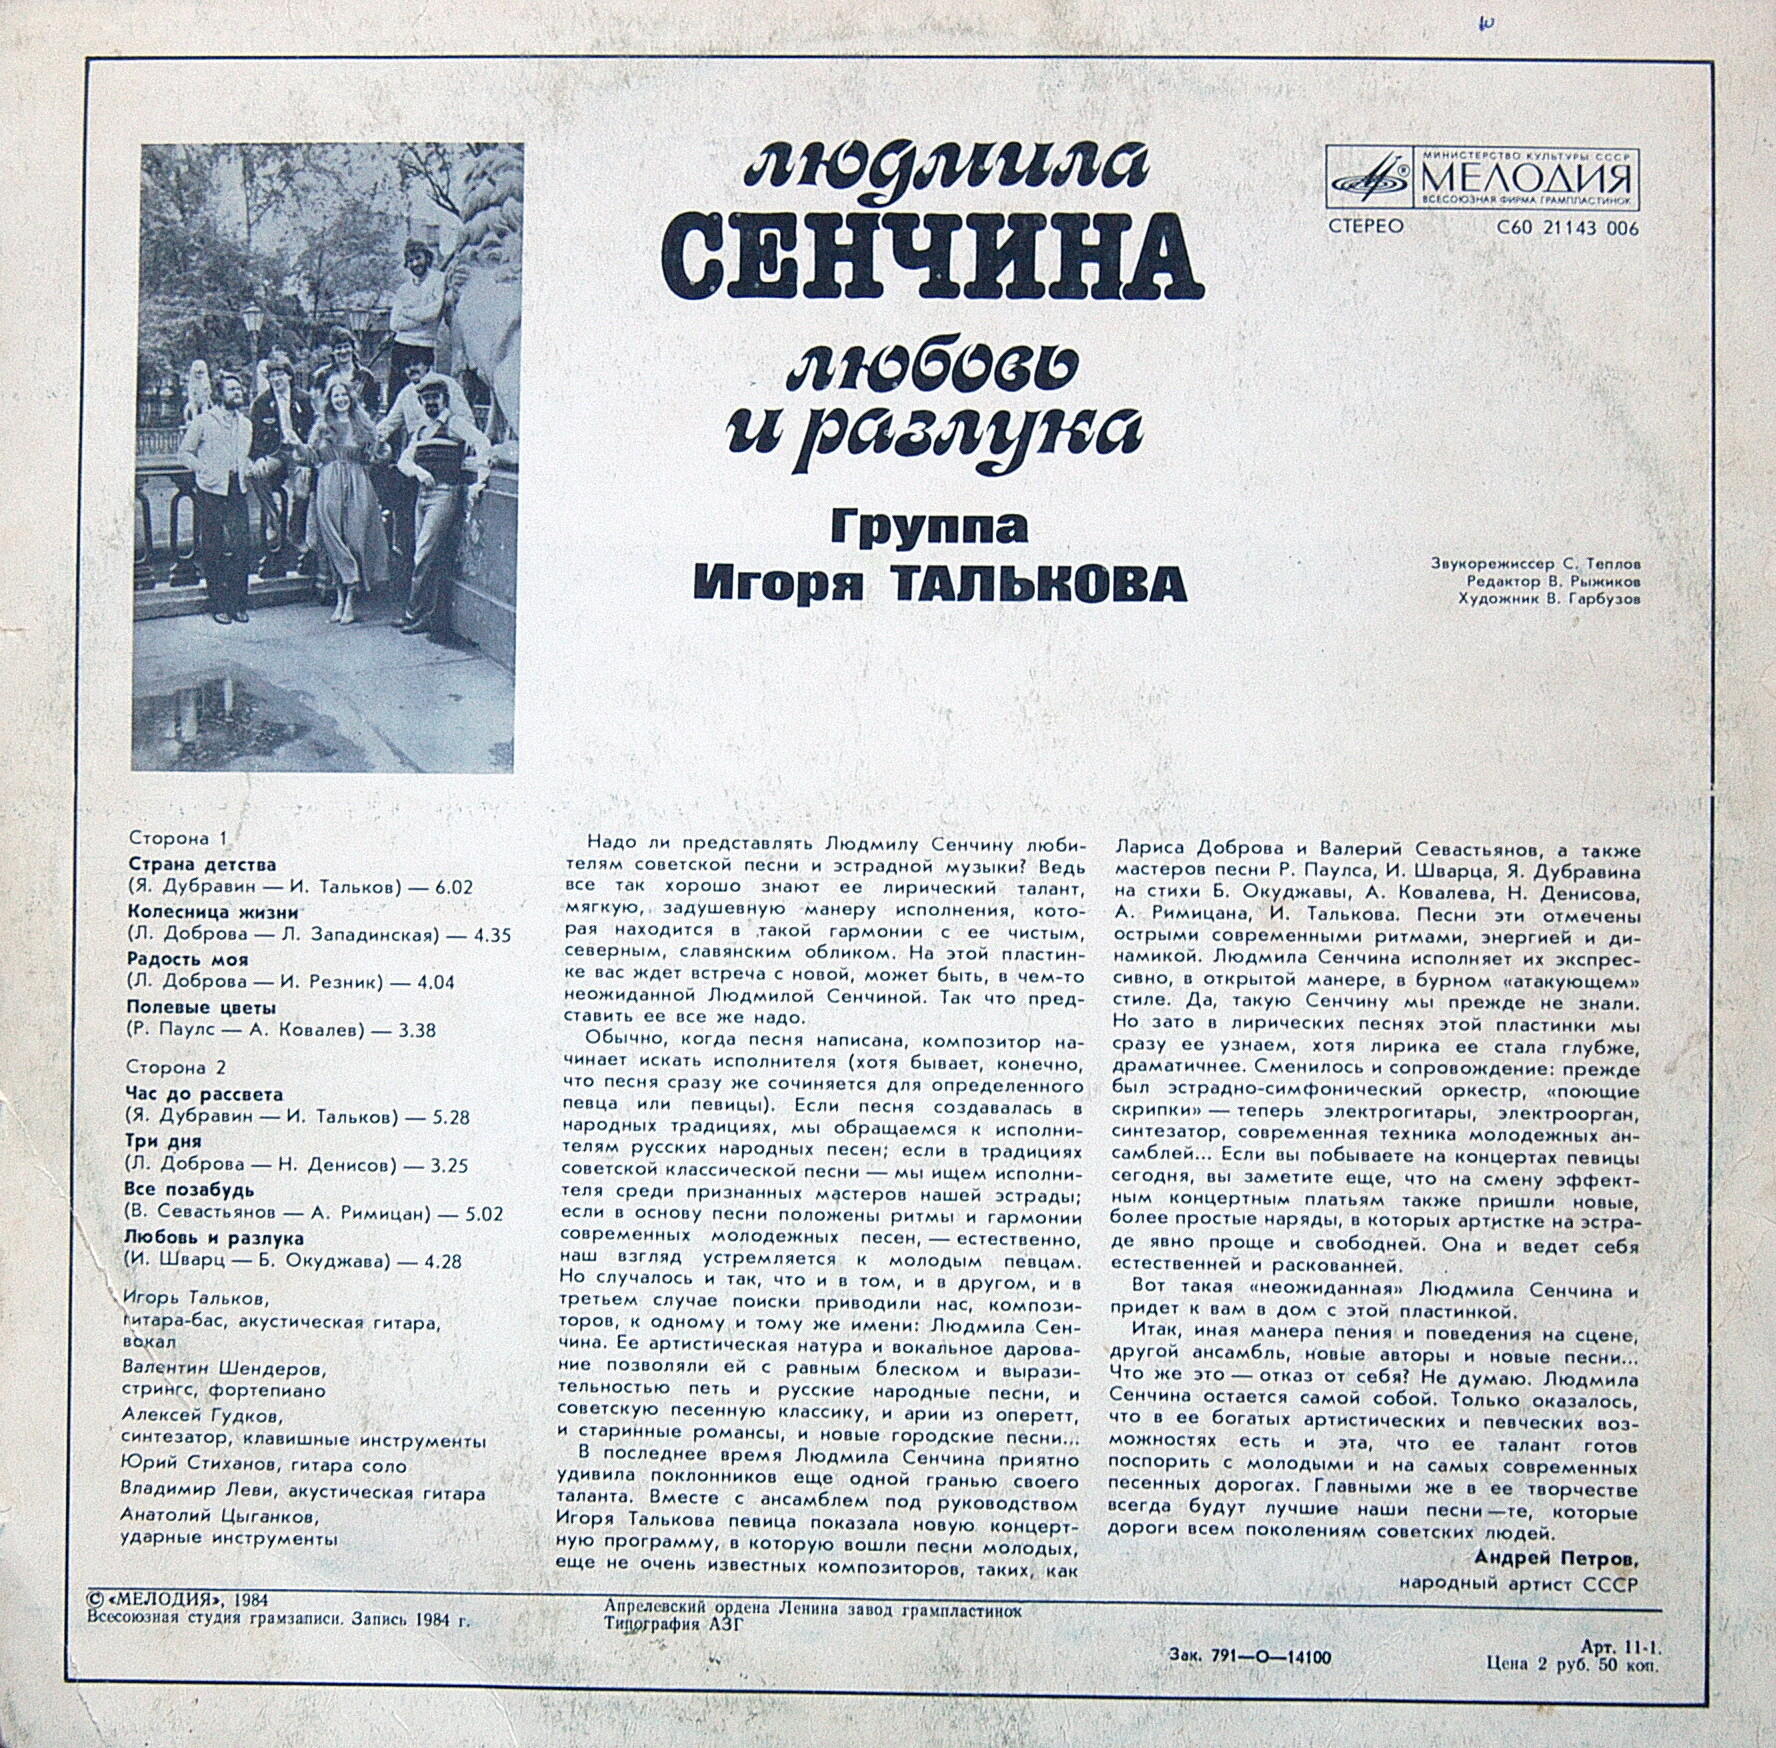 людмила
СЕНЧИНА
любовь
и разлука
Группа
Игоря ТАЛЬКОВА
МИНИСТЕРСТВО КУЛЬТУРЫ СССР
МЕЛОДИЯ
ВСЕСОЮЗНАЯ ФИРМА ГРАМПЛАСТИНОК
СТЕРЕО С60 21143 006
Звукорежиссер С. Теплов
Редактор В. Рыжиков
Художник В. Гарбузов
Сторона 1
Страна детства
(Я. Дубравин — И. Тальков) — 6.02
Колесница жизни
(Л. Доброва — Л. Западинская) — 4.35
Радость моя
(Л. Доброва — И. Резник) — 4.04
Полевые цветы
(Р. Паулс — А. Ковалев) — 3.38
Сторона 2
Час до рассвета
(Я. Дубравин — И. Тальков) — 5.28
Три дня
(Л. Доброва — Н. Денисов) — 3.25
Все позабудь
(В. Севастьянов — А. Римицан) — 5.02
Любовь и разлука
(И. Шварц — Б. Окуджава) — 4.28
Игорь Тальков,
гитара-бас, акустическая гитара,
вокал
Валентин Шендеров,
стрингс, фортепиано
Алексей Гудков,
синтезатор, клавишные инструменты
Юрий Стиханов, гитара соло
Владимир Леви, акустическая гитара
Анатолий Цыганков,
ударные инструменты
Надо ли представлять Людмилу Сенчину люби-
телям советской песни и эстрадной музыки? Ведь
все так хорошо знают ее лирический талант,
мягкую, задушевную манеру исполнения, кото-
рая находится в такой гармонии с ее чистым,
северным, славянским обликом. На этой пластин-
ке вас ждет встреча с новой, может быть, в чем-то
неожиданной Людмилой Сенчиной. Так что пред-
ставить ее все же надо.
Обычно, когда песня написана, композитор на-
чинает искать исполнителя (хотя бывает, конечно,
что песня сразу же сочиняется для определенного
певца или певицы). Если песня создавалась в
народных традициях, мы обращаемся к исполни-
телям русских народных песен; если в традициях
советской классической песни — мы ищем исполни-
теля среди признанных мастеров нашей эстрады;
если в основу песни положены ритмы и гармонии
современных молодежных песен, — естественно,
наш взгляд устремляется к молодым певцам.
Но случалось и так, что и в том, и в другом, и в
третьем случае поиски приводили нас, компози-
торов, к одному и тому же имени: Людмила Сен-
чина. Ее артистическая натура и вокальное дарова-
ние позволяли ей с равным блеском и вырази-
тельностью петь и русские народные песни, и
советскую песенную классику, и арии из оперетт,
и старинные романсы, и новые городские песни...
В последнее время Людмила Сенчина приятно
удивила поклонников еще одной гранью своего
таланта. Вместе с ансамблем под руководством
Игоря Талькова певица показала новую концерт-
ную программу, в которую вошли песни молодых,
еще не очень известных композиторов, таких, как
Лариса Доброва и Валерий Севастьянов, а также
мастеров песни Р. Паулса, И. Шварца, Я. Дубравина
на стихи Б. Окуджавы, А. Ковалева, Н. Денисова,
А. Римицана, И. Талькова. Песни эти отмечены
острыми современными ритмами, энергией и ди-
намикой. Людмила Сенчина исполняет их экспрес-
сивно, в открытой манере, в бурном «атакующем»
стиле. Да, такую Сенчину мы прежде не знали.
Но зато в лирических песнях этой пластинки мы
сразу ее узнаем, хотя лирика ее стала глубже,
драматичнее. Сменилось и сопровождение: прежде
был эстрадно-симфонический оркестр, «поющие
скрипки» — теперь электрогитары, электроорган,
синтезатор, современная техника молодежных ан-
самблей... Если вы побываете на концертах певицы
сегодня, вы заметите еще, что на смену эффект-
ным концертным платьям также пришли новые,
более простые наряды, в которых артистке на эстра-
де явно проще и свободней. Она и ведет себя
естественней и раскованней.
Вот такая «неожиданная» Людмила Сенчина и
придет к вам в дом с этой пластинкой.
Итак, иная манера пения и поведения на сцене,
другой ансамбль, новые авторы и новые песни...
Что же это — отказ от себя? Не думаю. Людмила
Сенчина остается самой собой. Только оказалось,
что в ее богатых артистических и певческих воз-
можностях есть и эта, что ее талант готов
поспорить с молодыми и на самых современных
песенных дорогах. Главными же в ее творчестве
всегда будут лучшие наши песни — те, которые
дороги всем поколениям советских людей.
Андрей Петров,
народный артист СССР
© «МЕЛОДИЯ», 1984
Всесоюзная студия грамзаписи. Запись 1984 г.
Апрелевский ордена Ленина завод грампластинок
Типография АЗГ
Зак. 791—О—14100
Арт. 11-1.
Цена 2 руб. 50 коп.